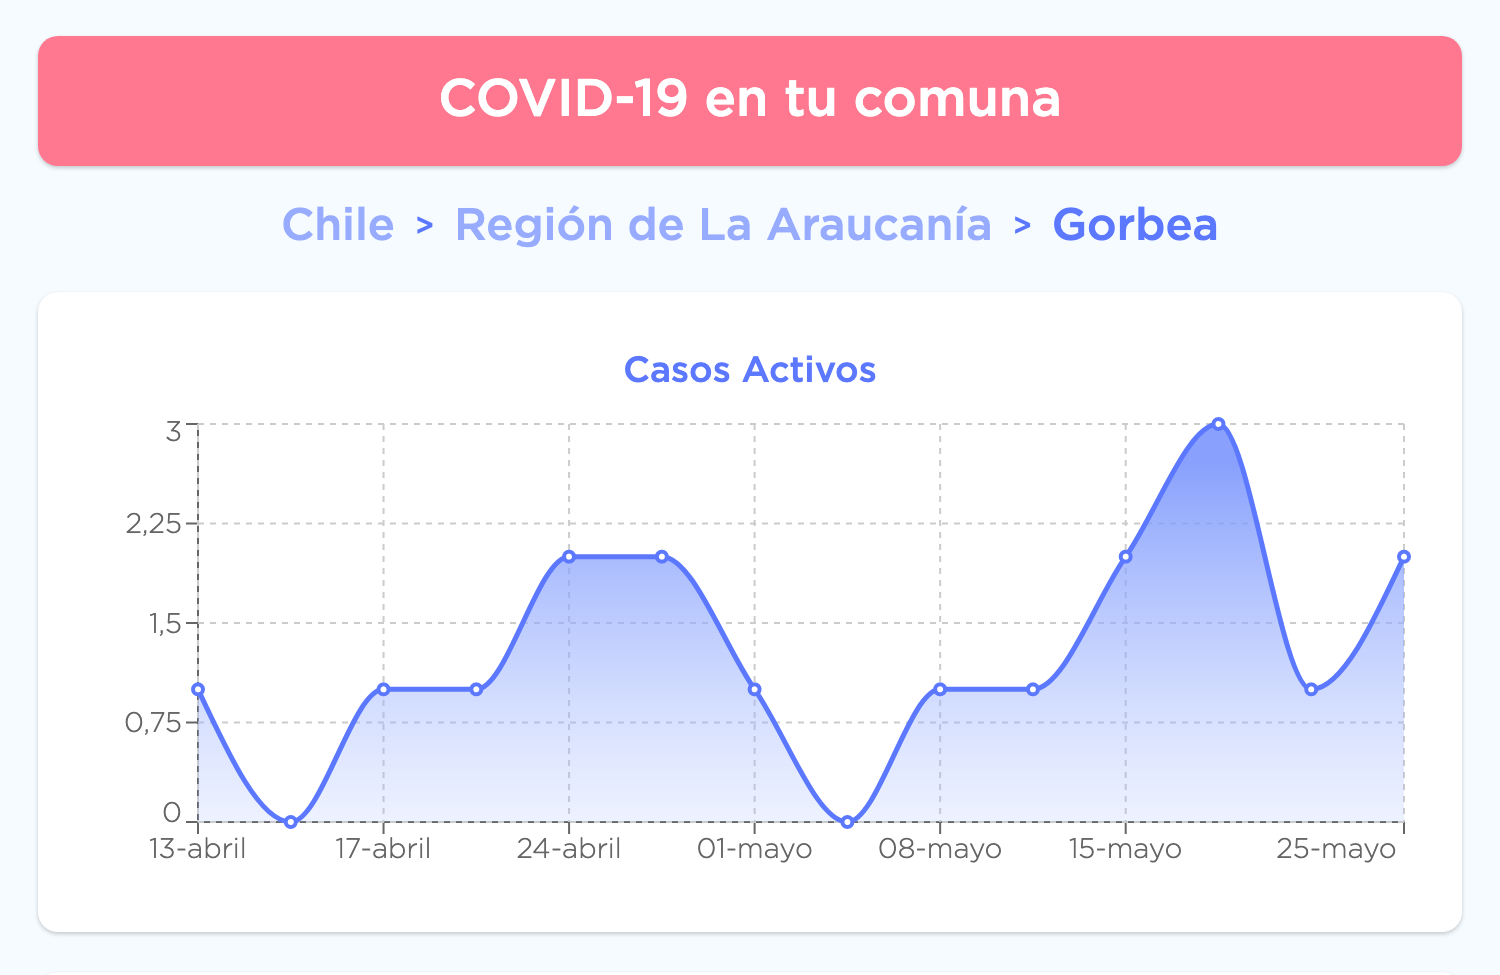 COVID-19 en tu comuna
Chile > Región de La Araucanía > Gorbea
Casos Activos
3
2,25
1,5
0,75
0
13-abril 17-abril 24-abril 01-mayo 08-mayo 15-mayo 25-mayo